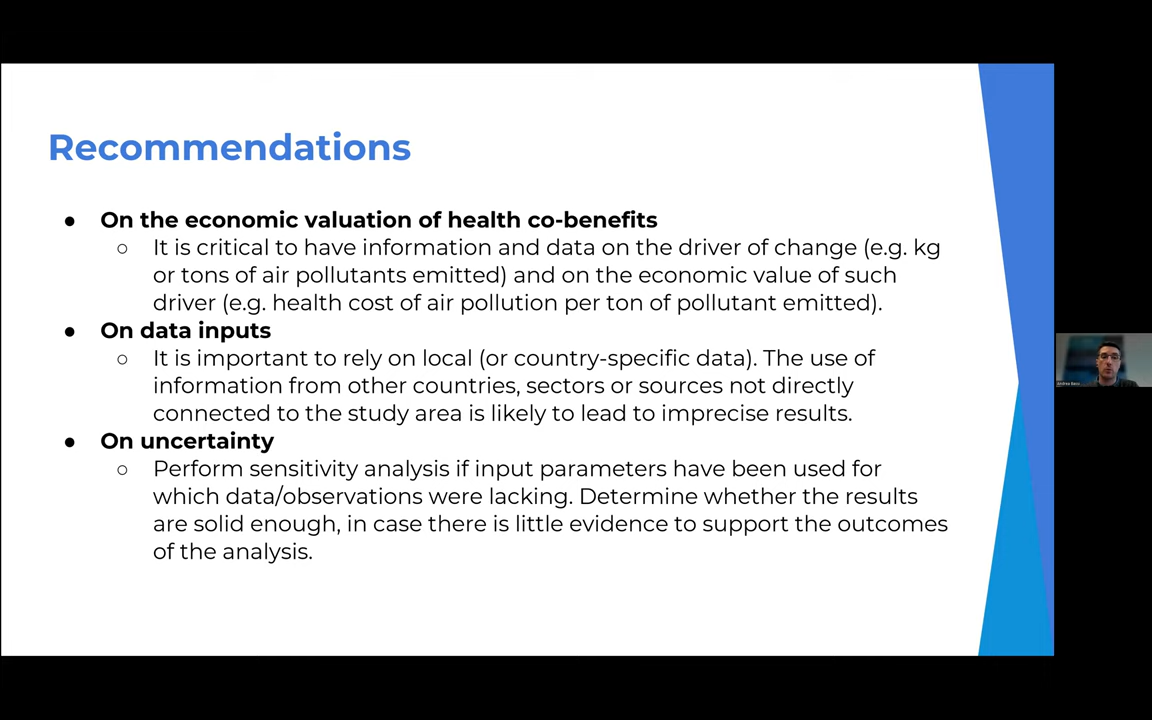 Recommendations
● On the economic valuation of health co-benefits
○ It is critical to have information and data on the driver of change (e.g. kg
or tons of air pollutants emitted) and on the economic value of such
driver (e.g. health cost of air pollution per ton of pollutant emitted).
● On data inputs
○ It is important to rely on local (or country-specific data). The use of
information from other countries, sectors or sources not directly
connected to the study area is likely to lead to imprecise results.
● On uncertainty
○ Perform sensitivity analysis if input parameters have been used for
which data/observations were lacking. Determine whether the results
are solid enough, in case there is little evidence to support the outcomes
of the analysis.